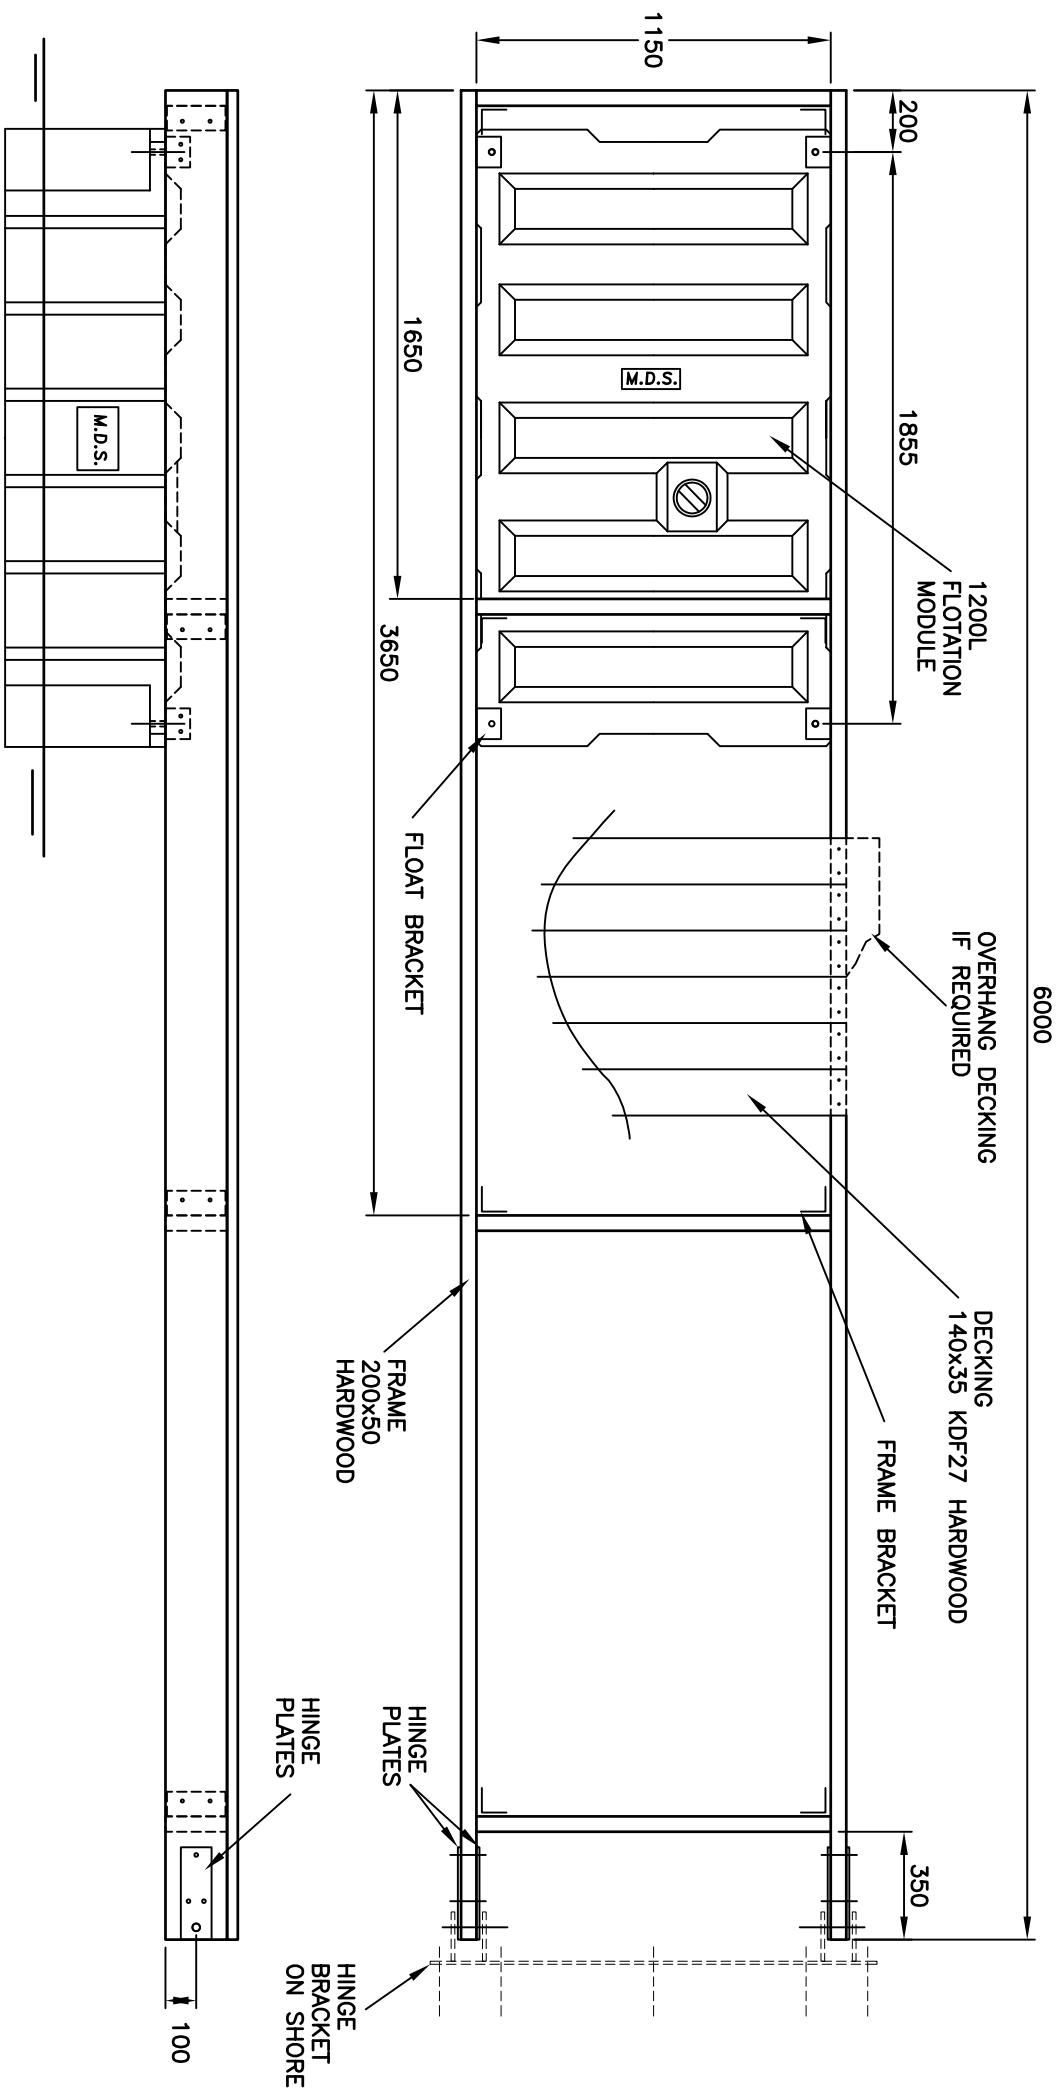 6000
200
1855
350
1150
1200L
FLOTATION
MODULE
OVERHANG DECKING
IF REQUIRED
DECKING
140x35 KDF27 HARDWOOD
FRAME BRACKET
M.D.S.
1650
3650
FLOAT BRACKET
FRAME
200x50
HARDWOOD
HINGE
PLATES
HINGE
BRACKET
ON SHORE
HINGE
PLATES
M.D.S.
100